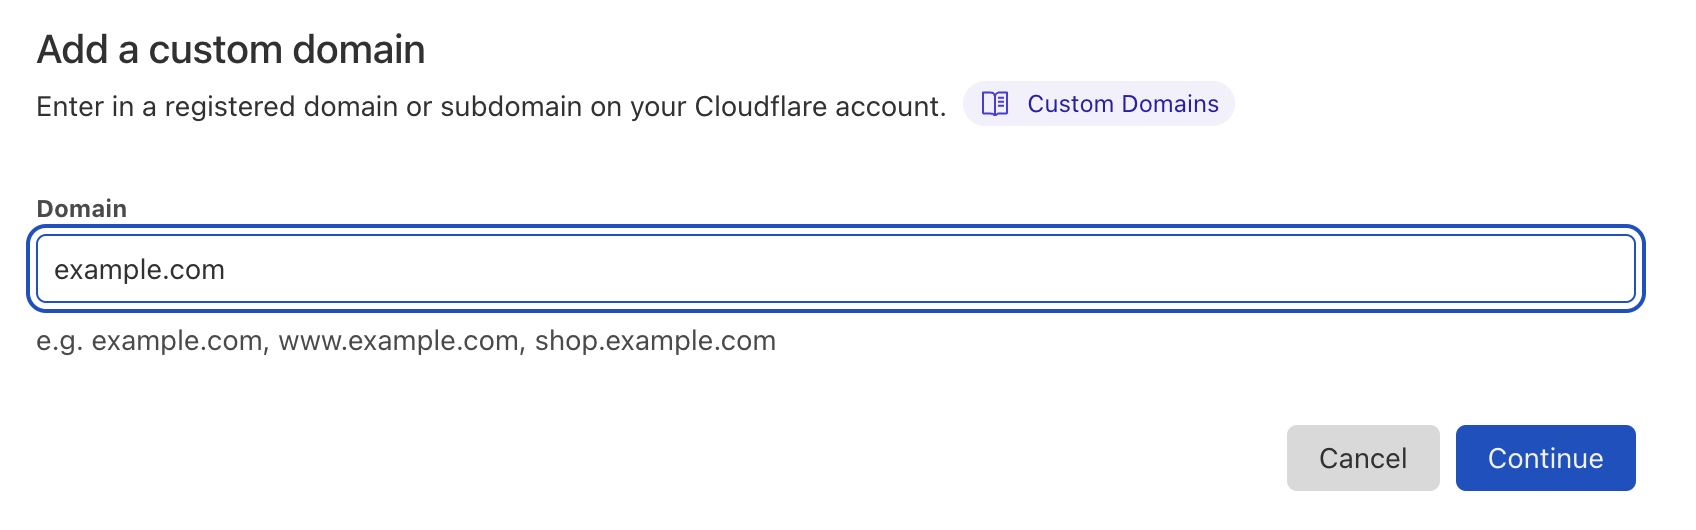 Add a custom domain
Enter in a registered domain or subdomain on your Cloudflare account. Custom Domains
Domain
example.com
e.g. example.com, www.example.com, shop.example.com
Cancel Continue